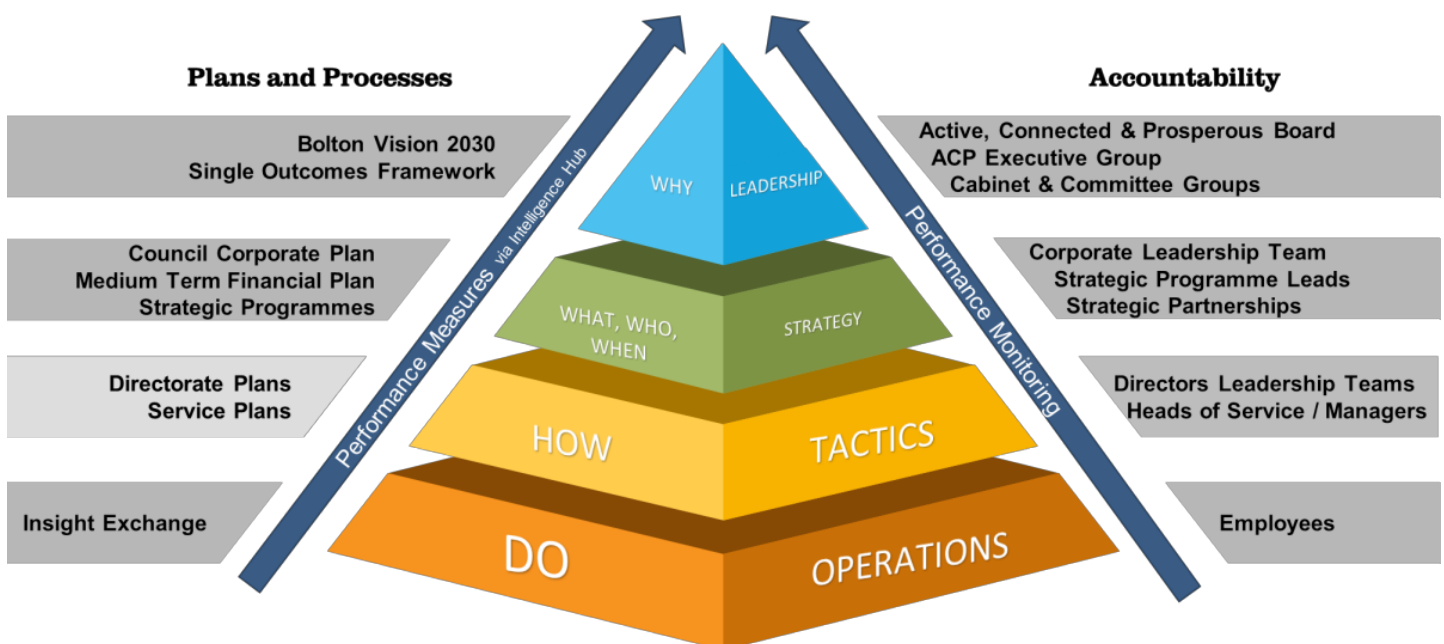 Plans and Processes
Accountability
Bolton Vision 2030
Single Outcomes Framework
Active, Connected & Prosperous Board
ACP Executive Group
Cabinet & Committee Groups
WHY
LEADERSHIP
Council Corporate Plan
Medium Term Financial Plan
Strategic Programmes
Corporate Leadership Team
Strategic Programme Leads
Strategic Partnerships
WHAT, WHO,
WHEN
STRATEGY
Directorate Plans
Service Plans
Directors Leadership Teams
Heads of Service / Managers
HOW
TACTICS
Insight Exchange
Employees
DO
OPERATIONS
Performance Measures via Intelligence Hub
Performance Monitoring